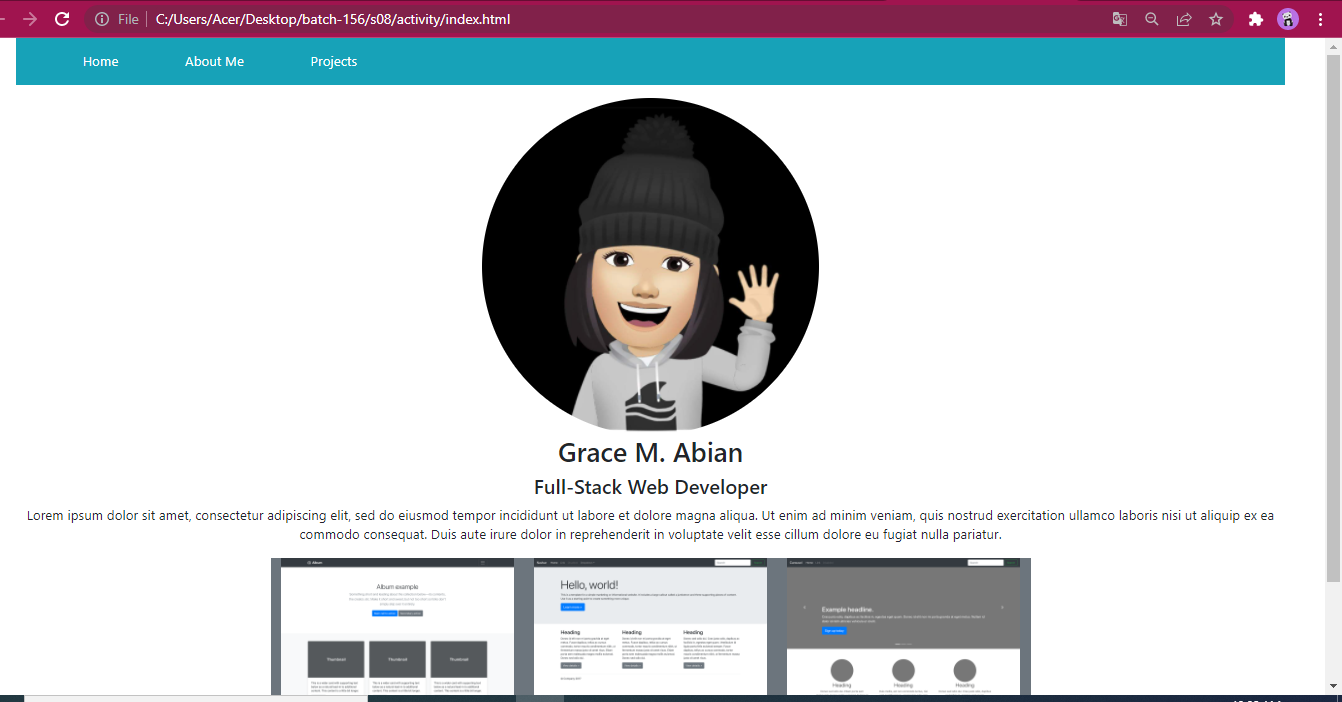 File C:/Users/Acer/Desktop/batch-156/s08/activity/index.html
Home About Me Projects
Grace M. Abian
Full-Stack Web Developer
Lorem ipsum dolor sit amet, consectetur adipiscing elit, sed do eiusmod tempor incididunt ut labore et dolore magna aliqua. Ut enim ad minim veniam, quis nostrud exercitation ullamco laboris nisi ut aliquip ex ea
commodo consequat. Duis aute irure dolor in reprehenderit in voluptate velit esse cillum dolore eu fugiat nulla pariatur.
Album
Album example
Thumbnail Thumbnail Thumbnail
Hello, world!
Heading Heading Heading
Example headline.
Heading Heading Heading